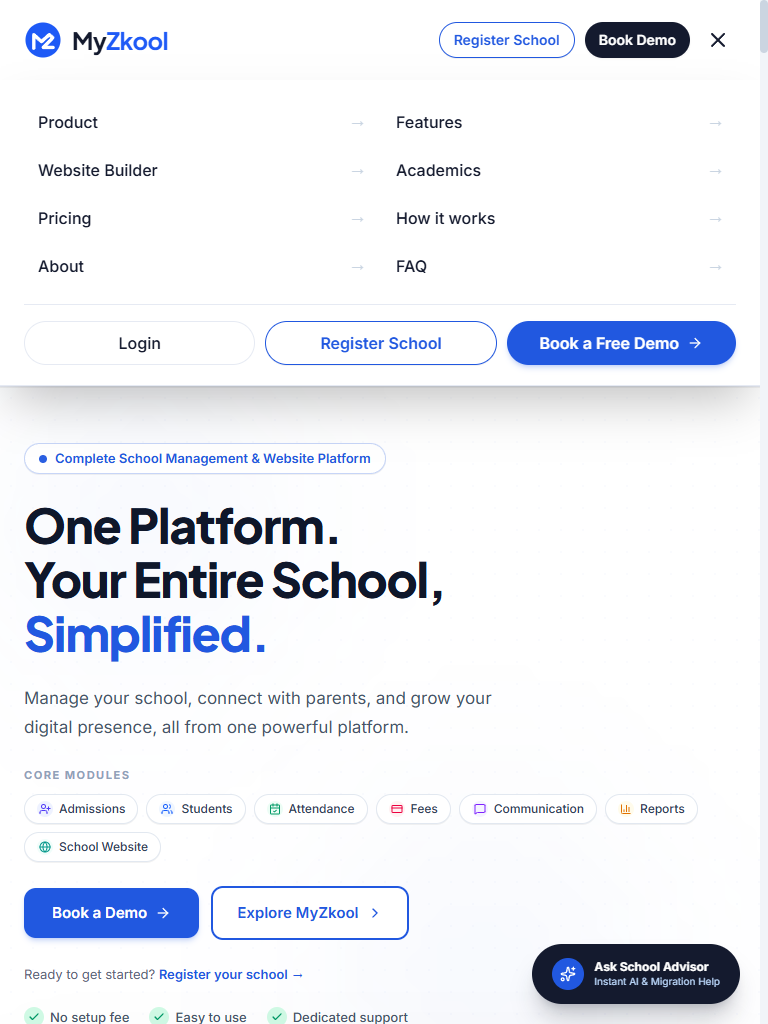 MyZkool
Register School
Book Demo
Product →
Features →
Website Builder →
Academics →
Pricing →
How it works →
About →
FAQ →
Login
Register School
Book a Free Demo →
Complete School Management & Website Platform
One Platform.
Your Entire School,
Simplified.
Manage your school, connect with parents, and grow your
digital presence, all from one powerful platform.
CORE MODULES
Admissions
Students
Attendance
Fees
Communication
Reports
School Website
Book a Demo →
Explore MyZkool
Ready to get started? Register your school →
Ask School Advisor
Instant AI & Migration Help
No setup fee
Easy to use
Dedicated support